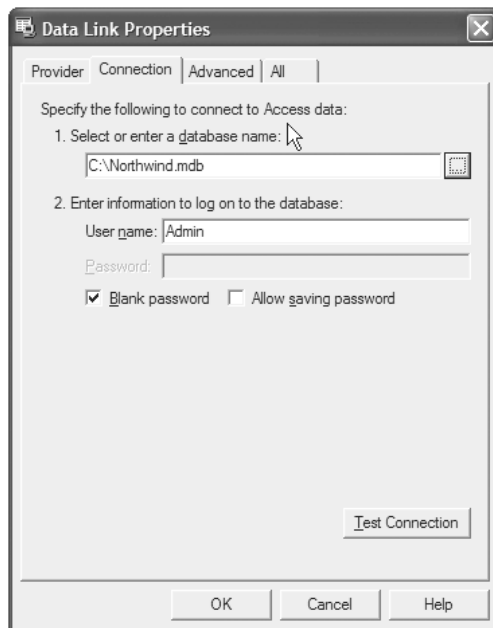 Data Link Properties
Provider Connection Advanced All
Specify the following to connect to Access data:
1. Select or enter a database name:
C:\Northwind.mdb
...
2. Enter information to log on to the database:
User name: Admin
Password:
Blank password Allow saving password
Test Connection
OK Cancel Help